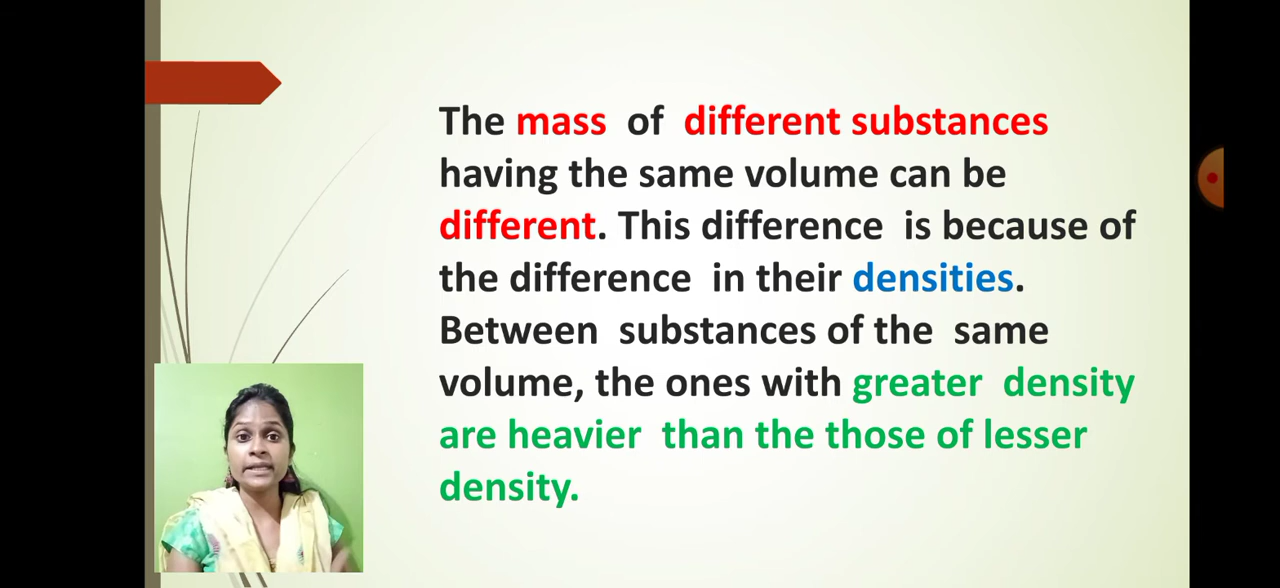 The mass of different substances
having the same volume can be
different. This difference is because of
the difference in their densities.
Between substances of the same
volume, the ones with greater density
are heavier than the those of lesser
density.